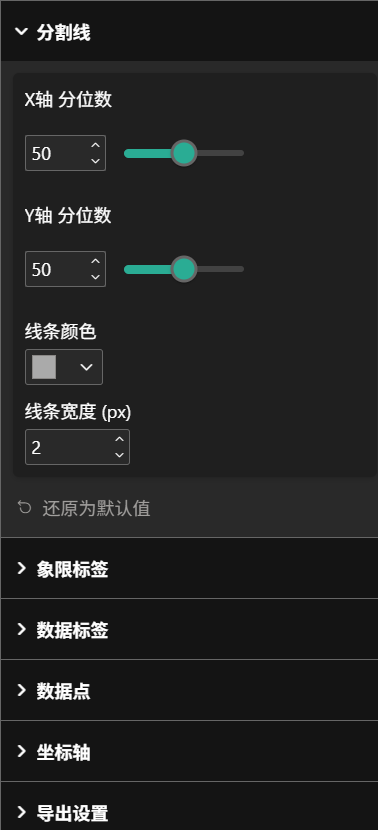 分割线
X轴 分位数
50
Y轴 分位数
50
线条颜色
线条宽度 (px)
2
还原为默认值
象限标签
数据标签
数据点
坐标轴
导出设置